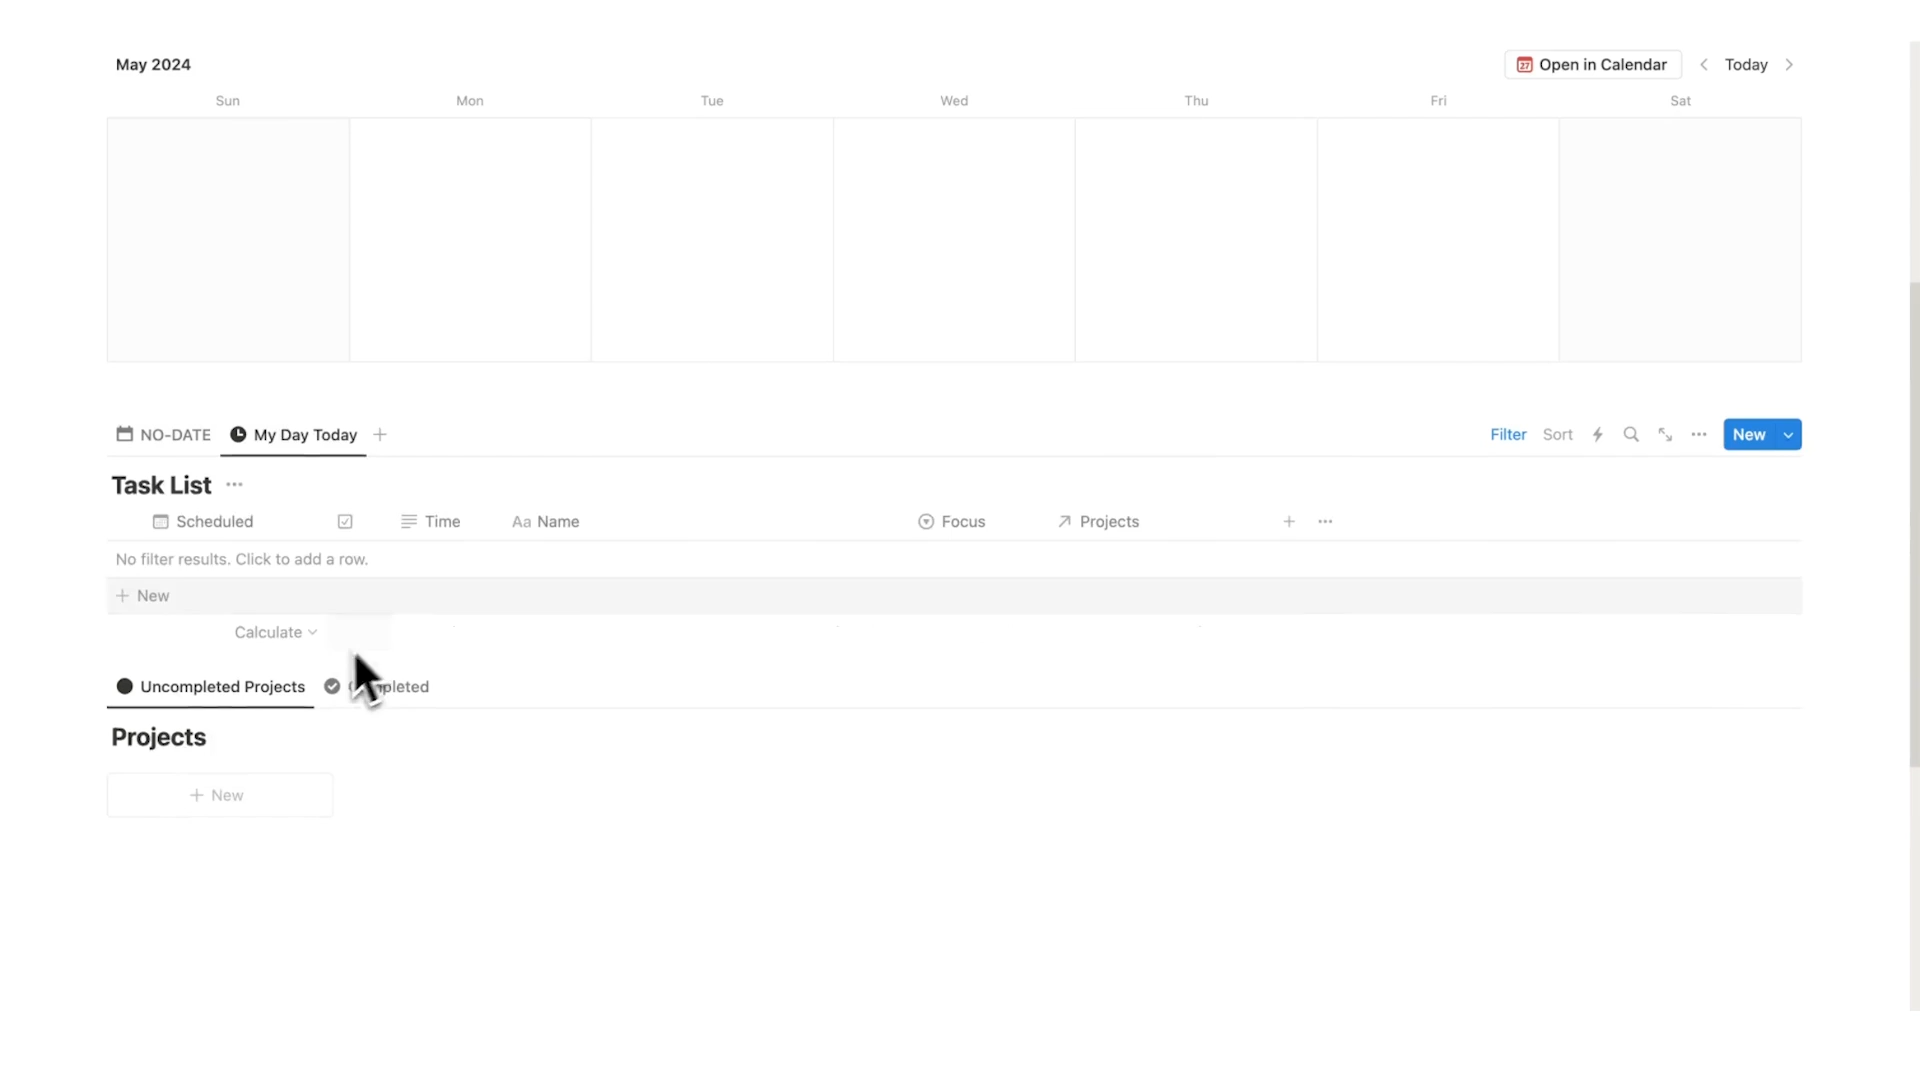 May 2024
27 Open in Calendar Today
Sun Mon Tue Wed Thu Fri Sat
NO-DATE My Day Today Filter Sort New
Task List
Scheduled Time Aa Name Focus Projects
No filter results. Click to add a row.
New
Calculate
Uncompleted Projects
Projects
New